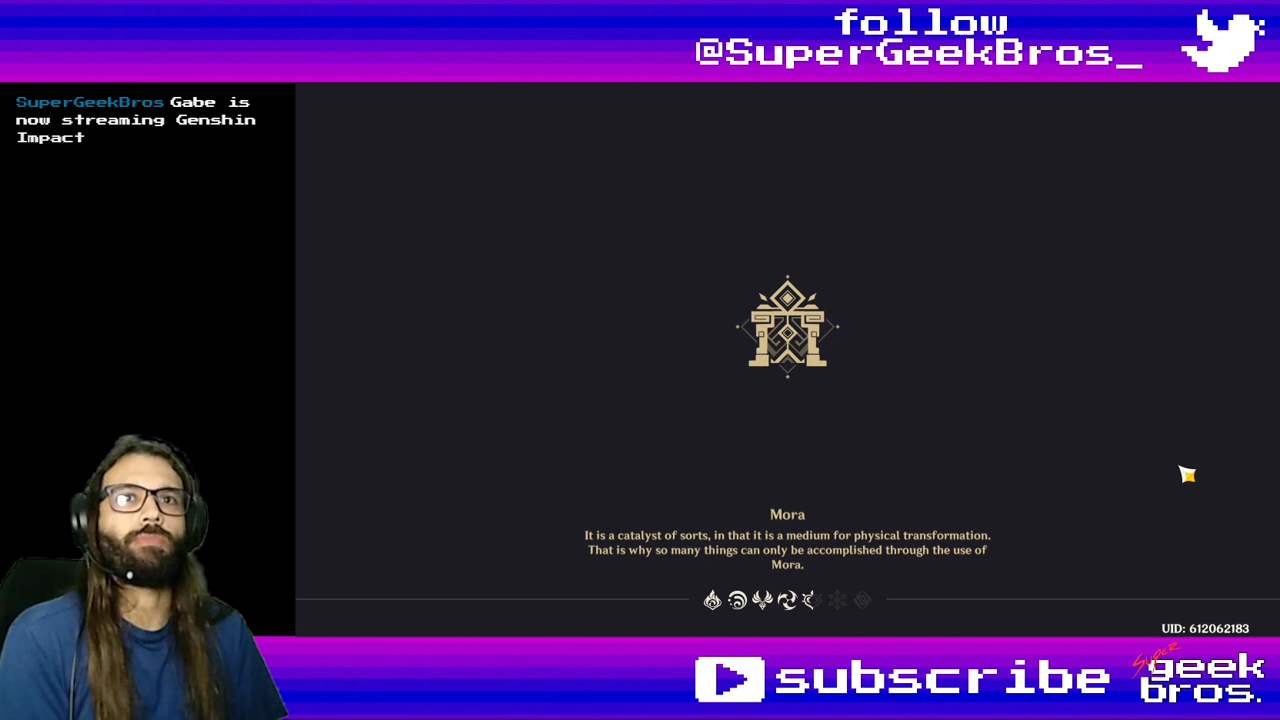 follow
@SuperGeekBros_
SuperGeekBros Gabe is
now streaming Genshin
Impact
Mora
It is a catalyst of sorts, in that it is a medium for physical transformation.
That is why so many things can only be accomplished through the use of
Mora.
UID: 612062183
subscribe
SUPER
geek
bros.